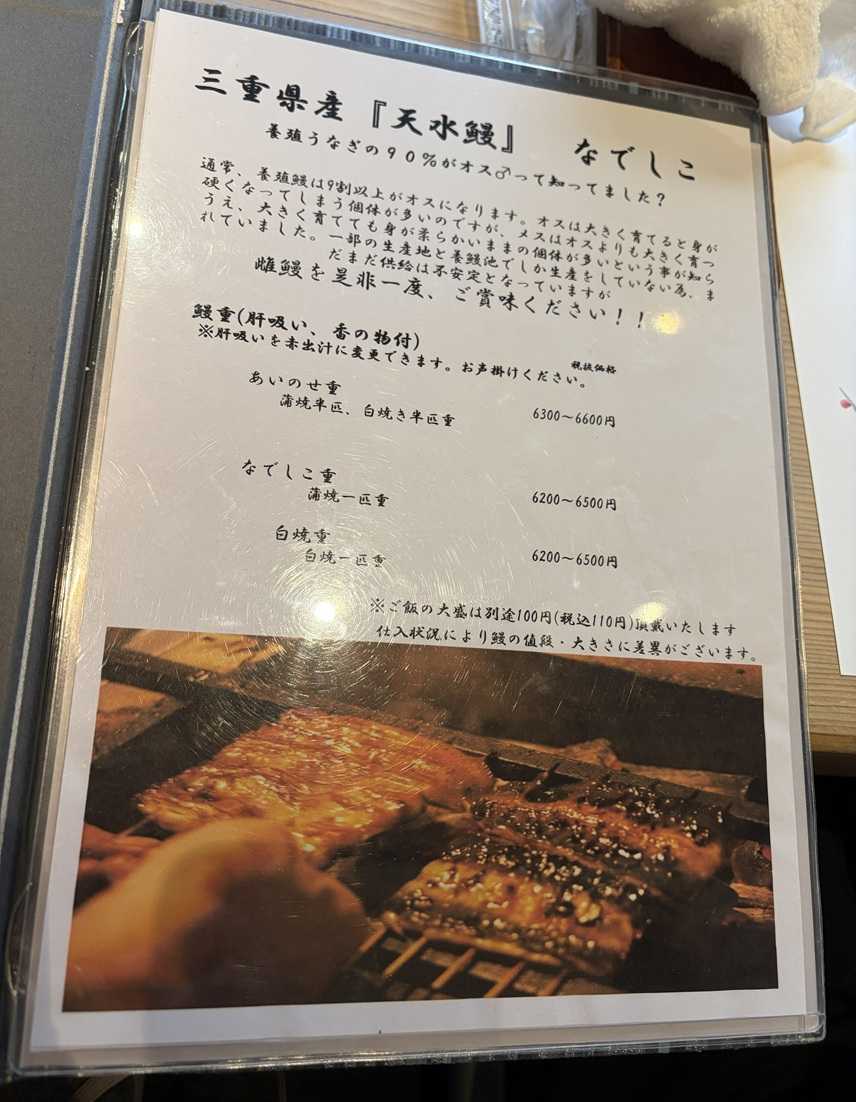 三重県産『天水鰻』　なでしこ
養殖うなぎの９０％がオス♂って知ってました？
通常、養殖鰻は9割以上がオスになります。オスは大きく育てると身が
硬くなってしまう個体が多いのですが、メスはオスよりも大きく育つ
うえ、大きく育てても身が柔らかいままの個体が多いという事が知ら
れていました。一部の生産地と養鰻池でしか生産をしていない為、ま
だまだ供給は不安定となっていますが
雌鰻を是非一度、ご賞味ください！！
鰻重(肝吸い、香の物付)
※肝吸いを赤出汁に変更できます。お声掛けください。
税抜価格
あいのせ重
蒲焼半匹、白焼き半匹重 6300～6600円
なでしこ重
蒲焼一匹重 6200～6500円
白焼重
白焼一匹重 6200～6500円
※ご飯の大盛は別途100円(税込110円)頂戴いたします
仕入状況により鰻の値段・大きさに差異がございます。